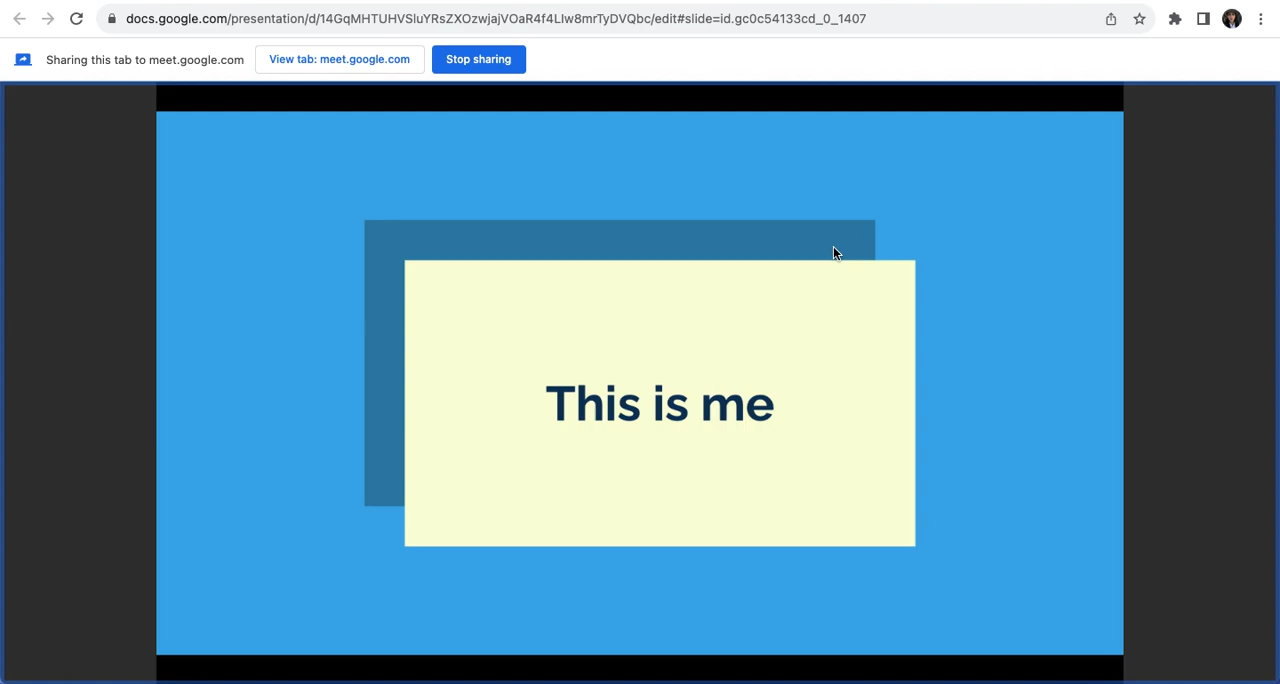 docs.google.com/presentation/d/14GqMHTUHVSluYRsZXOzwjajVOaR4f4LIw8mrTyDVQbc/edit#slide=id.gc0c54133cd_0_1407
Sharing this tab to meet.google.com
View tab: meet.google.com
Stop sharing
This is me